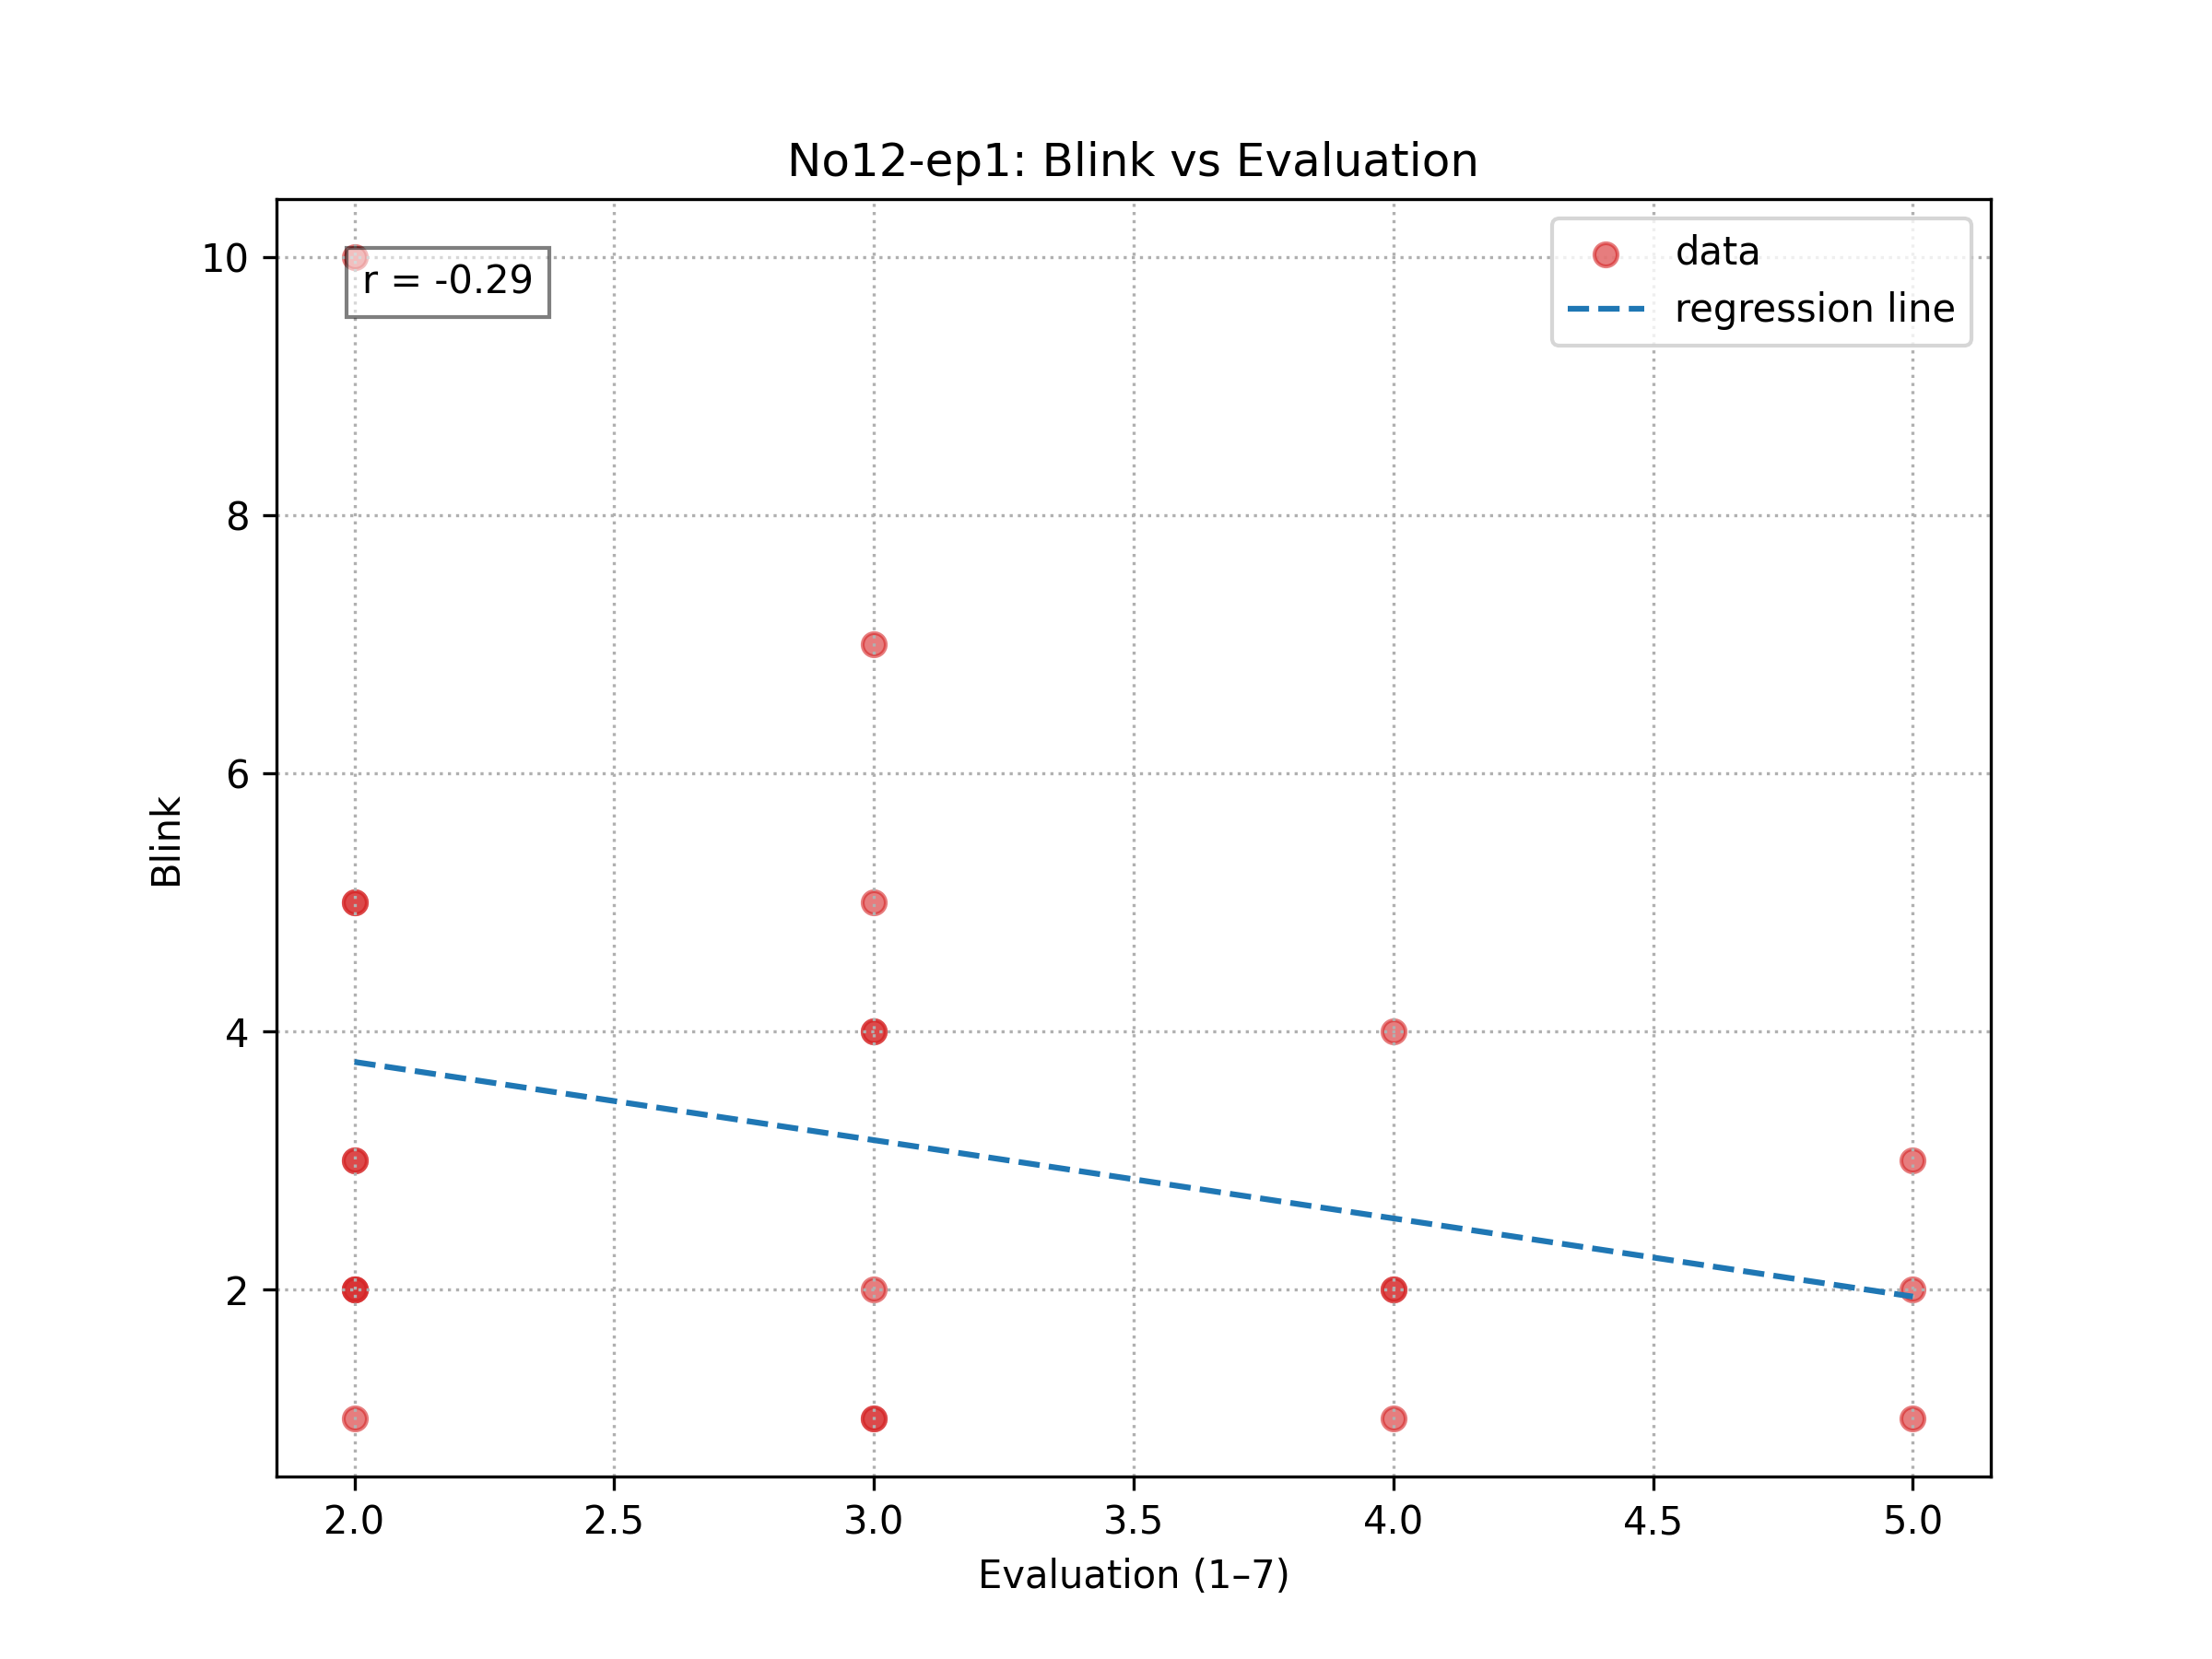 No12-ep1: Blink vs Evaluation
r = -0.29
data
regression line
10
8
6
4
2
Blink
2.0 2.5 3.0 3.5 4.0 4.5 5.0
Evaluation (1–7)